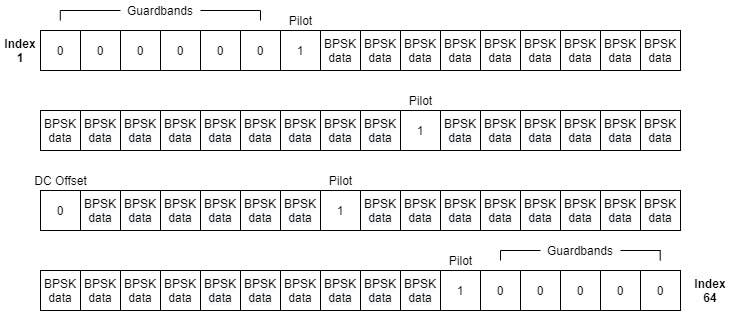 Guardbands
Pilot
Index
1
0 0 0 0 0 0 1 BPSK BPSK BPSK BPSK BPSK BPSK BPSK BPSK BPSK
data data data data data data data data data
Pilot
BPSK BPSK BPSK BPSK BPSK BPSK BPSK BPSK BPSK 1 BPSK BPSK BPSK BPSK BPSK BPSK
data data data data data data data data data data data data data data data
DC Offset
Pilot
0 BPSK BPSK BPSK BPSK BPSK BPSK 1 BPSK BPSK BPSK BPSK BPSK BPSK BPSK BPSK
data data data data data data data data data data data data data data
Guardbands
Pilot
BPSK BPSK BPSK BPSK BPSK BPSK BPSK BPSK BPSK BPSK 1 0 0 0 0 0
data data data data data data data data data data
Index
64